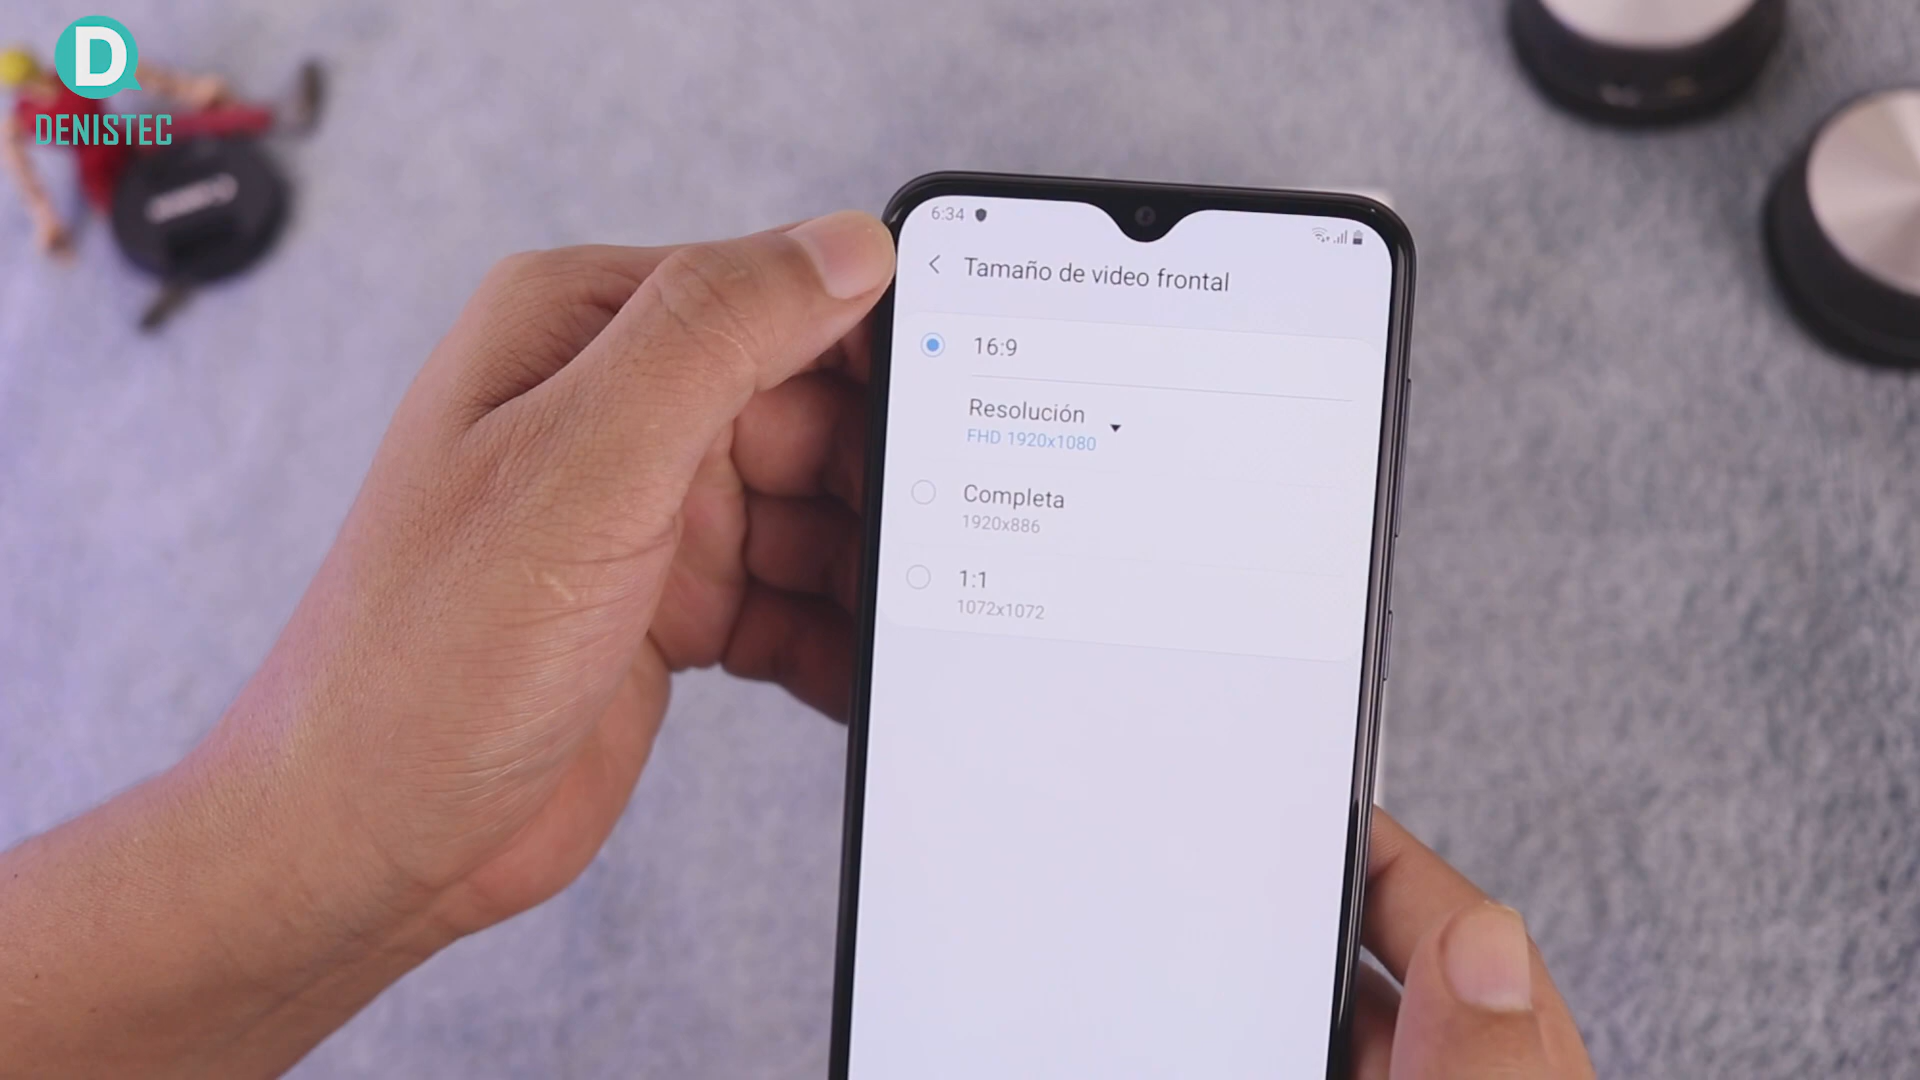 D
DENISTEC
6:34
Tamaño de video frontal
16:9
Resolución
FHD 1920x1080
Completa
1920x886
1:1
1072x1072